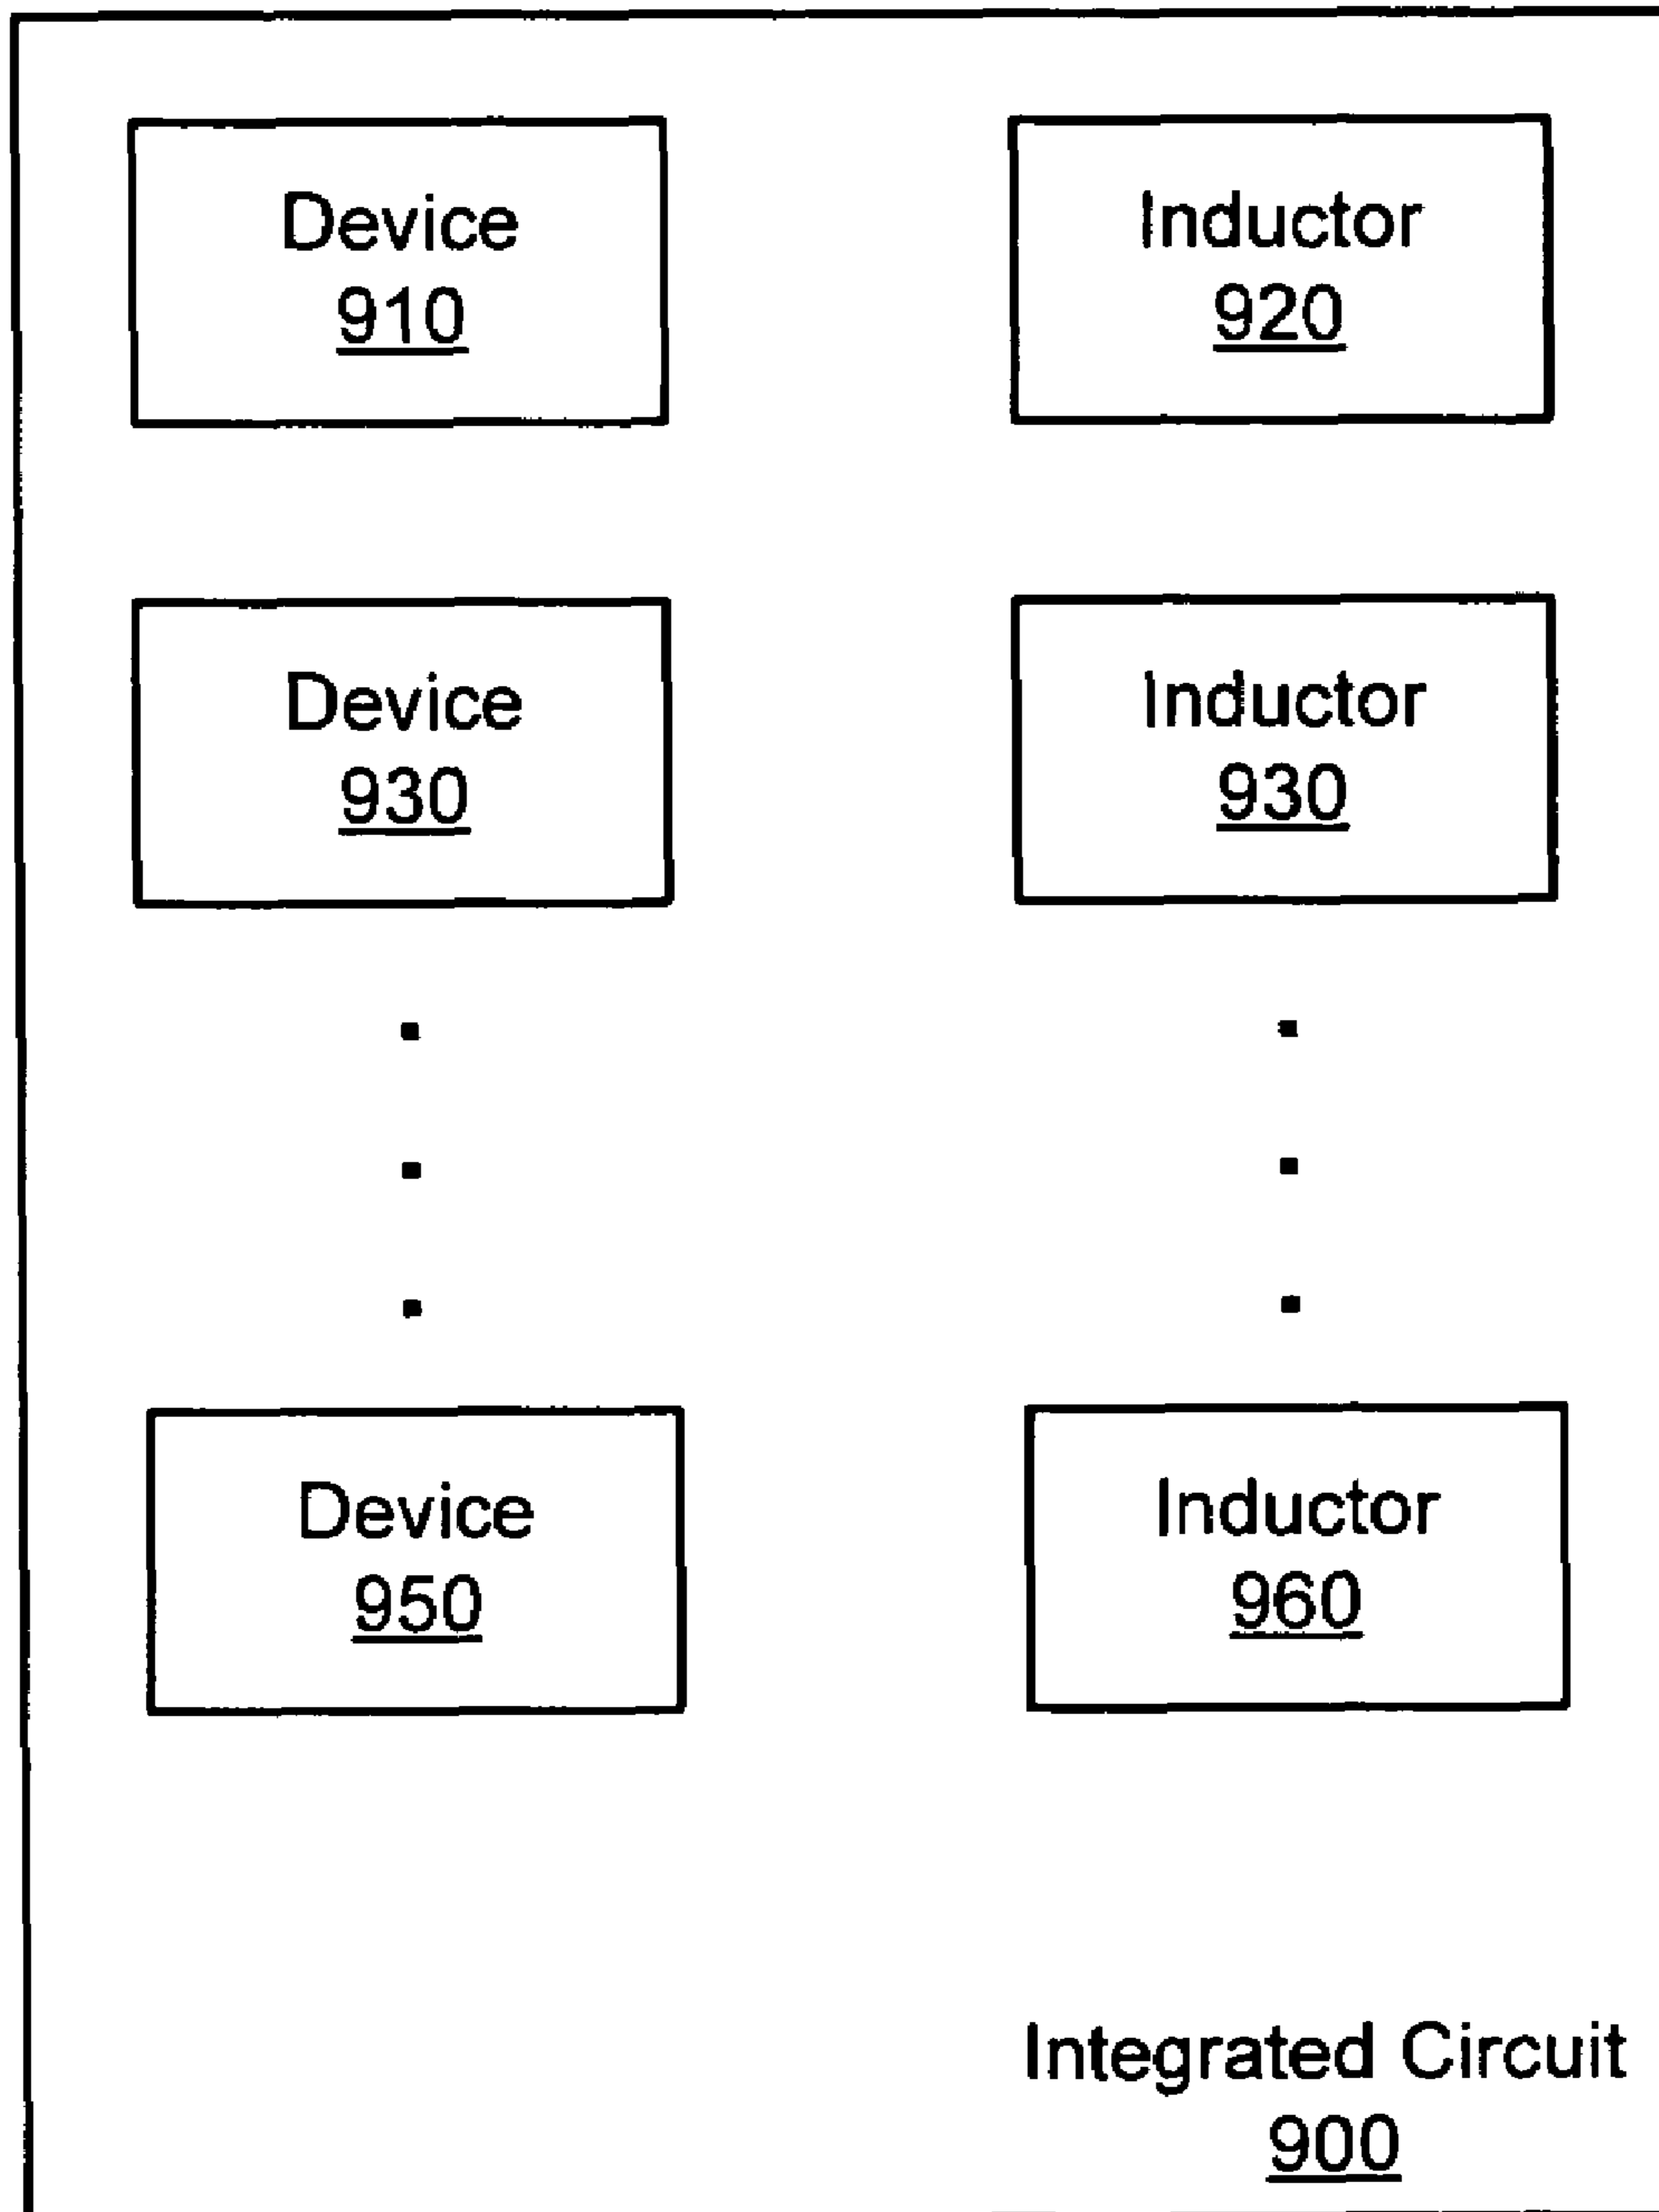 Device
910
Inductor
920
Device
930
Inductor
930
Device
950
Inductor
960
Integrated Circuit
900